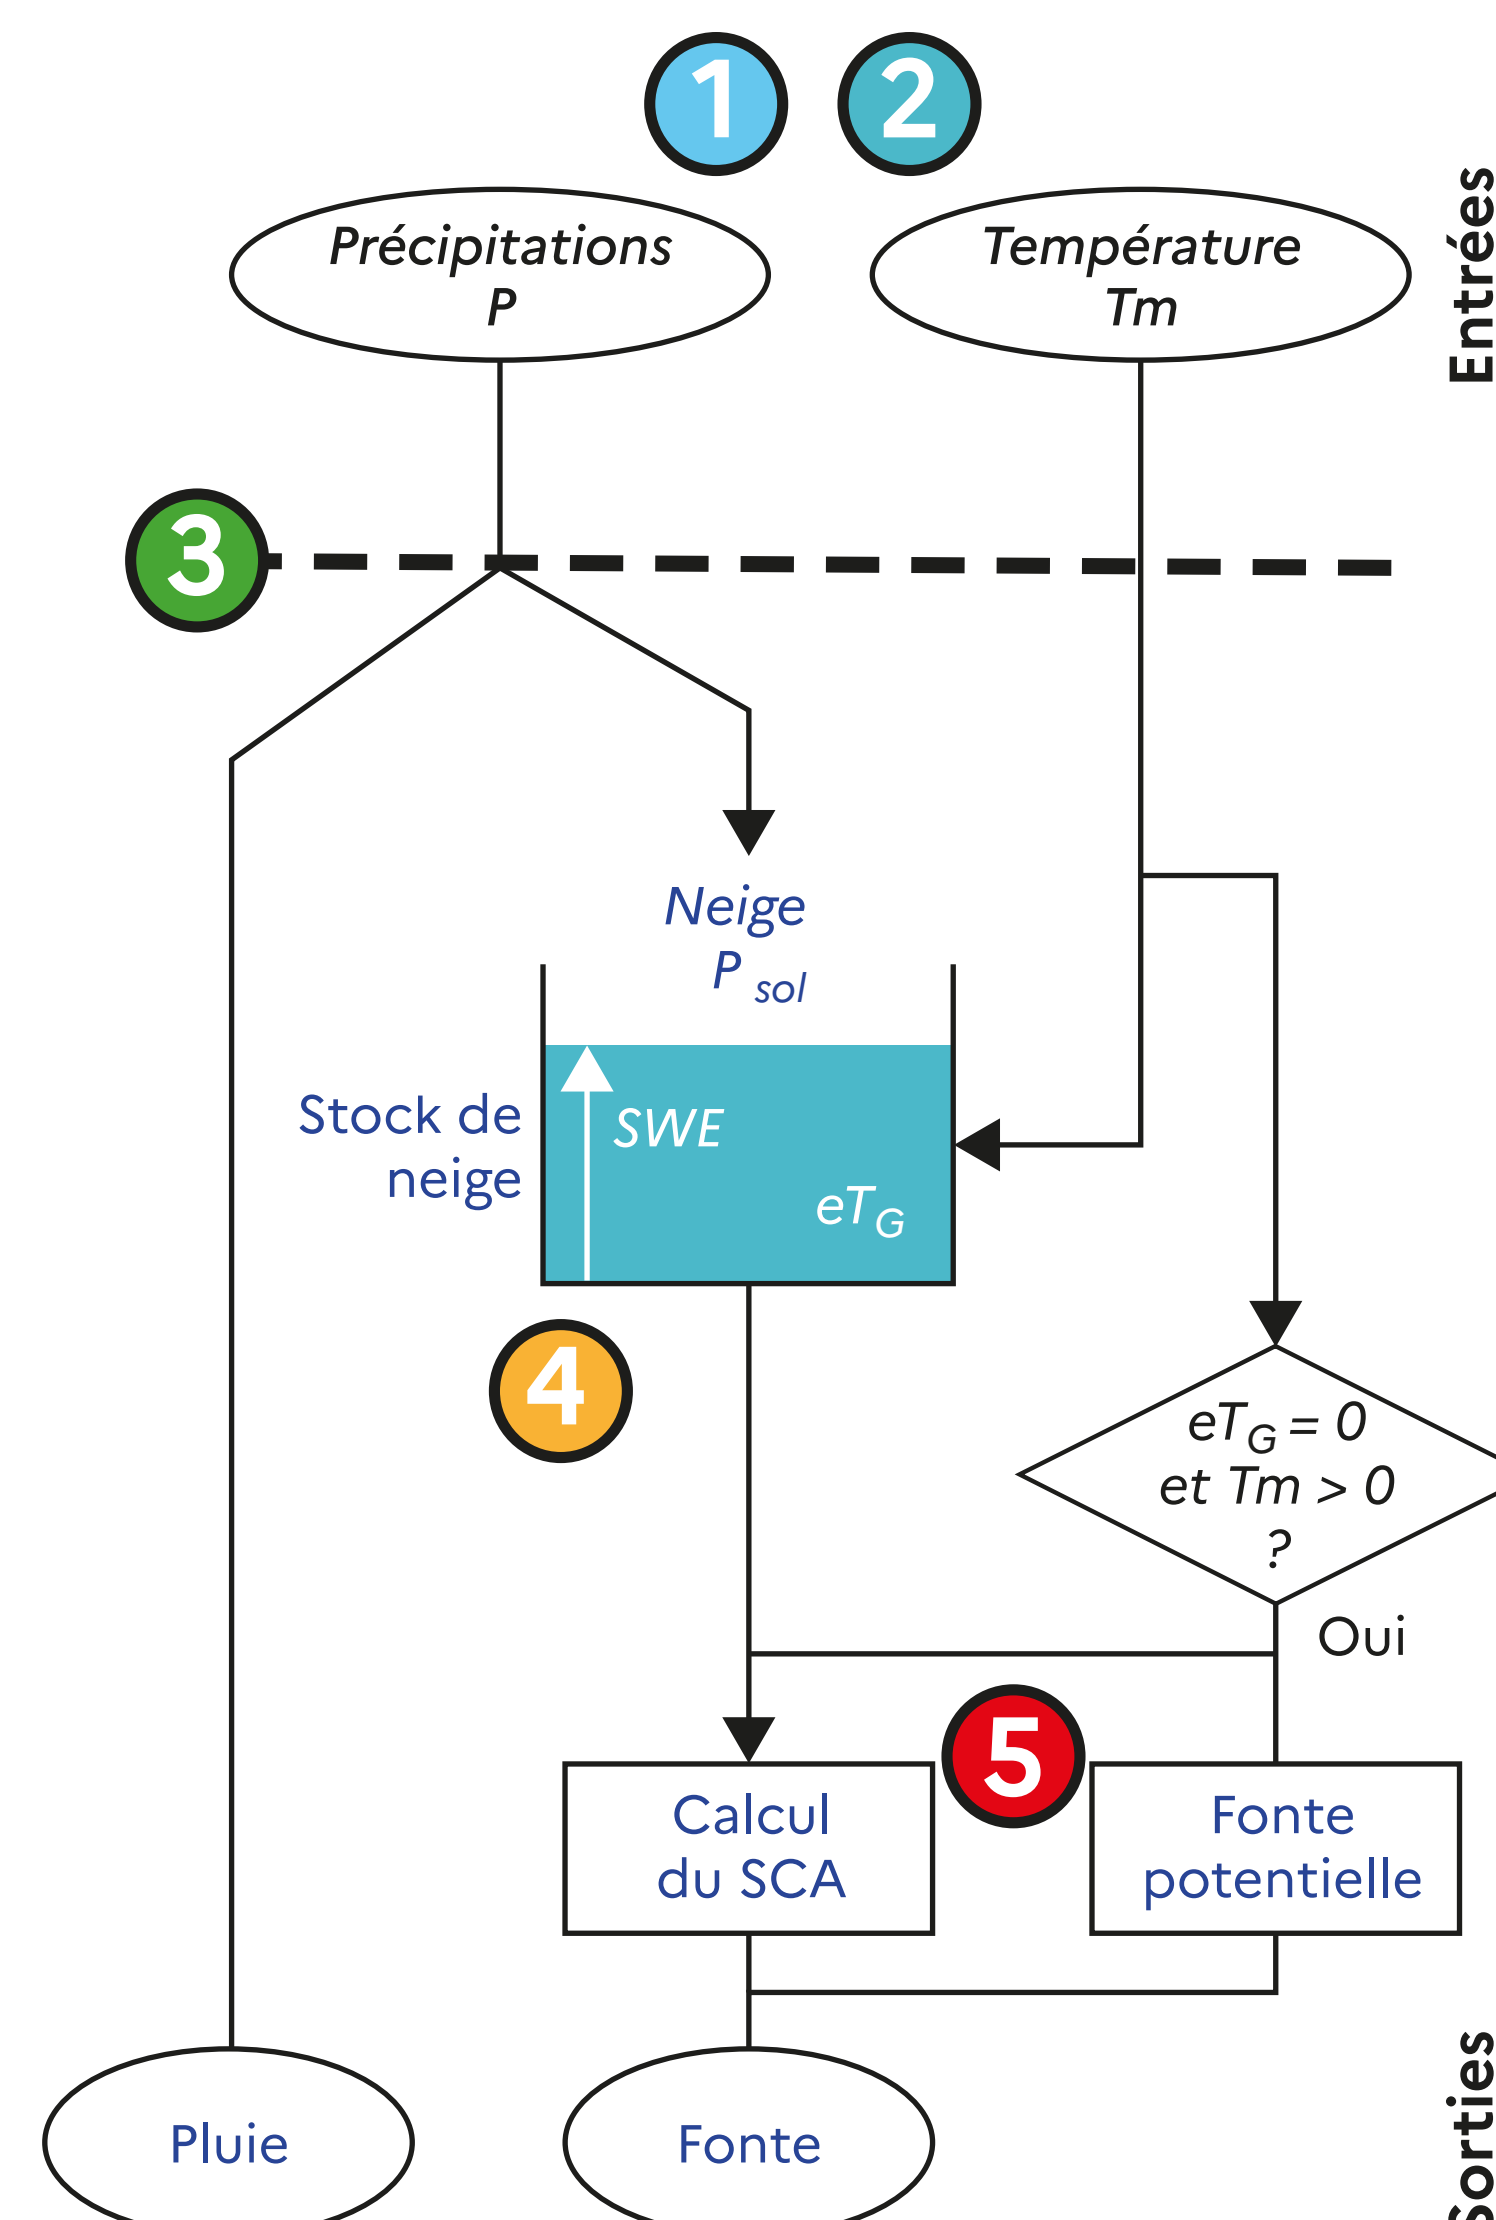 1
2
Entrées
Précipitations
P
Température
Tm
3
Neige
P sol
Stock de
neige
SWE
eTG
4
eTG = 0
et Tm > 0
?
Oui
5
Calcul
du SCA
Fonte
potentielle
Sorties
Pluie
Fonte